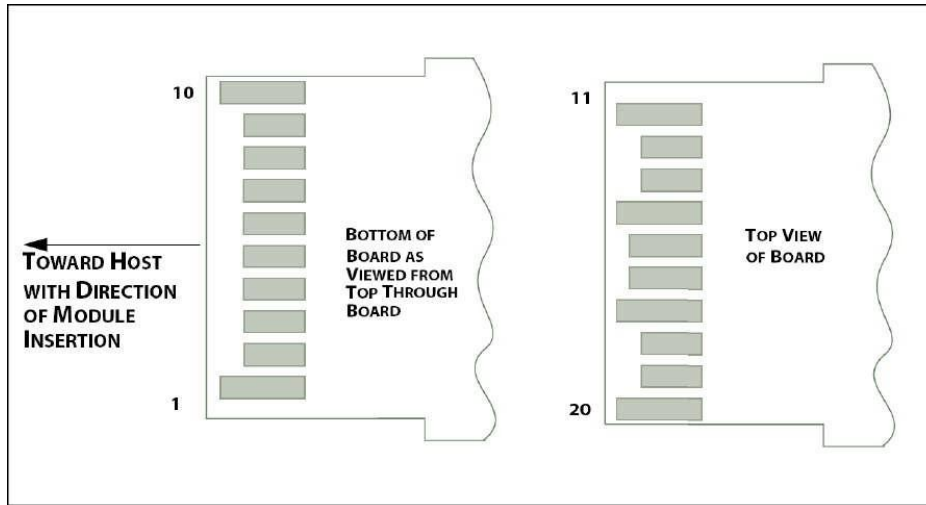 10
1
TOWARD HOST
WITH DIRECTION
OF MODULE
INSERTION
BOTTOM OF
BOARD AS
VIEWED FROM
TOP THROUGH
BOARD
11
20
TOP VIEW
OF BOARD